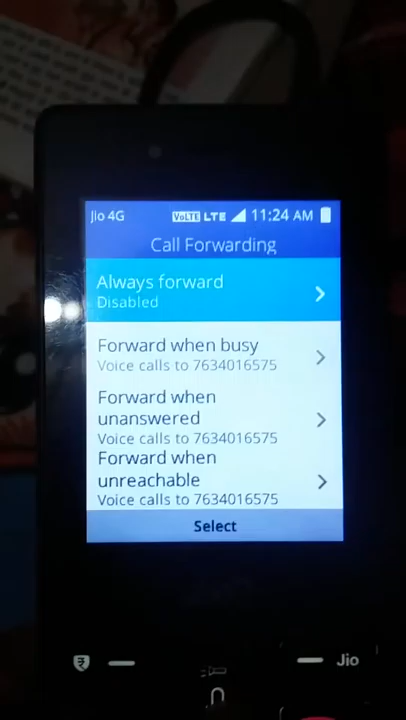 Jio 4G VoLTE LTE 11:24 AM
Call Forwarding
Always forward
Disabled
Forward when busy
Voice calls to 7634016575
Forward when
unanswered
Voice calls to 7634016575
Forward when
unreachable
Voice calls to 7634016575
Select
₹ Jio